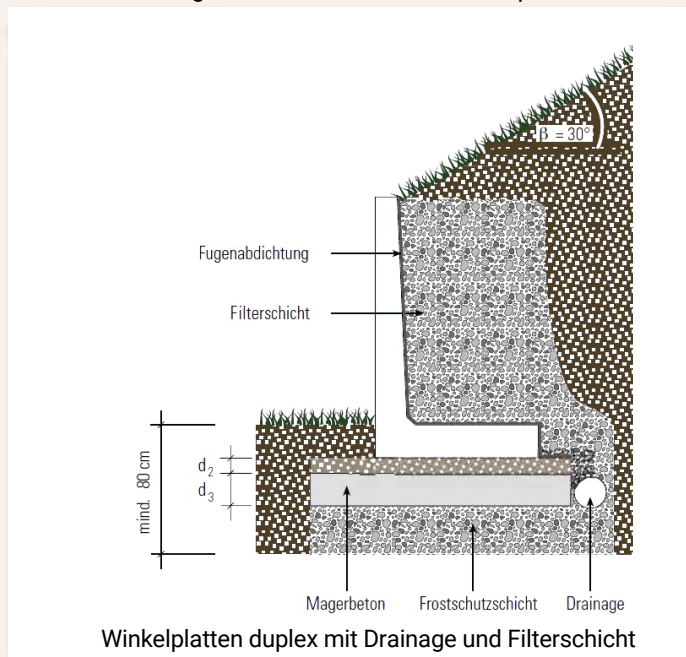 β = 30°
Fugenabdichtung
Filterschicht
mind. 80 cm
d2
d3
Magerbeton Frostschutzschicht Drainage
Winkelplatten duplex mit Drainage und Filterschicht